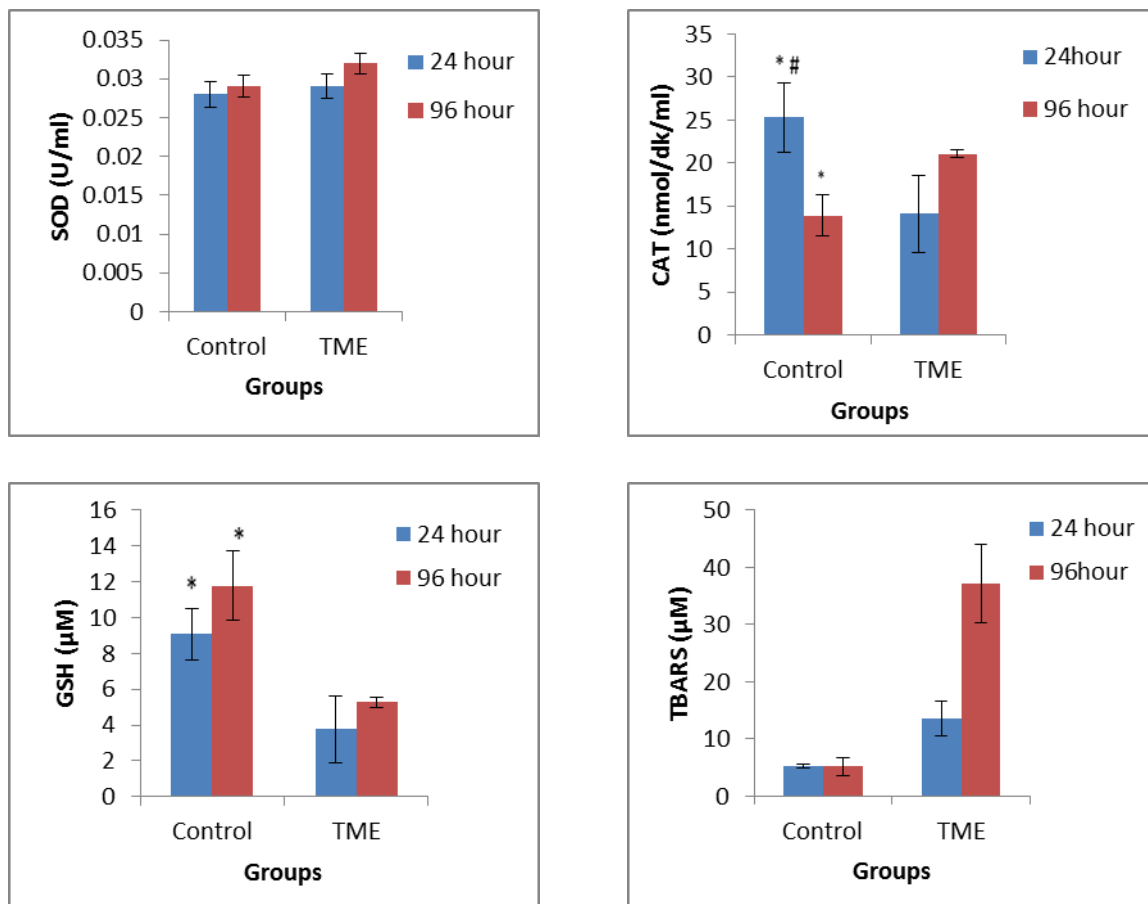 SOD (U/ml)
0.035
0.03
0.025
0.02
0.015
0.01
0.005
0
Control TME
Groups
24 hour
96 hour
CAT (nmol/dk/ml)
35
30
25
20
15
10
5
0
* #
*
Control TME
Groups
24hour
96 hour
GSH (µM)
16
14
12
10
8
6
4
2
0
*
*
Control TME
Groups
24 hour
96 hour
TBARS (µM)
50
40
30
20
10
0
Control TME
Groups
24 hour
96hour